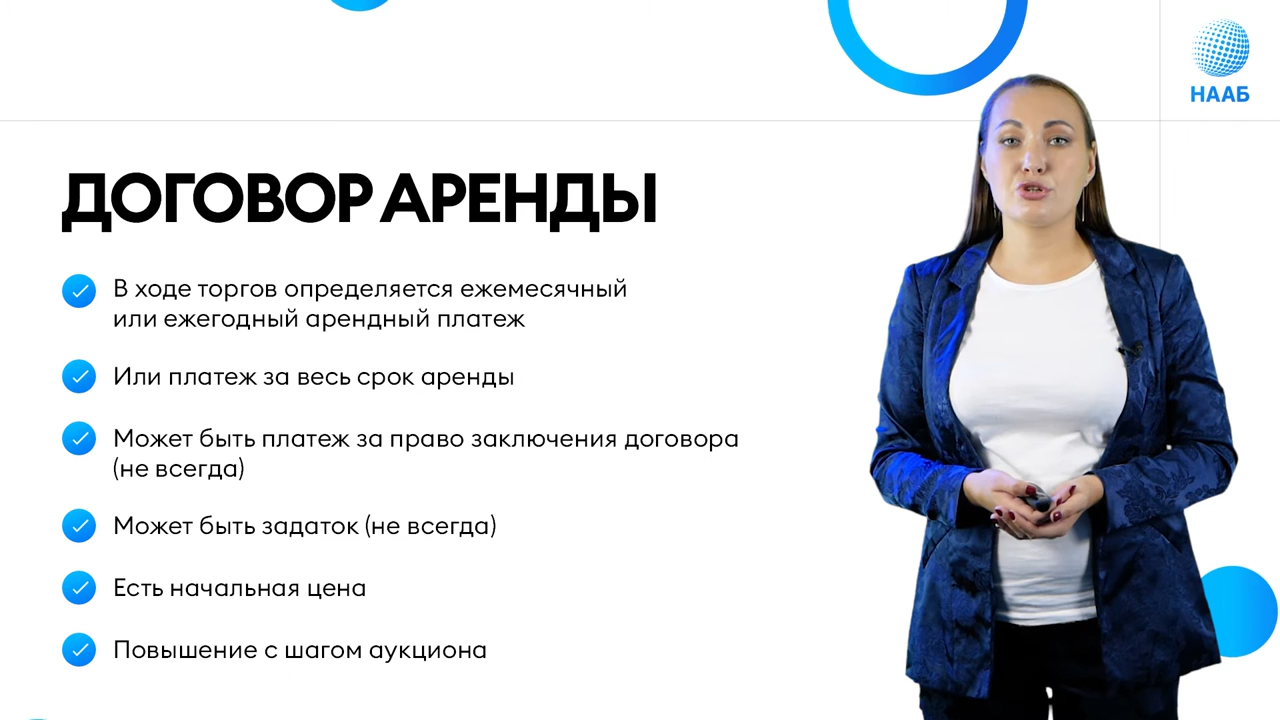 НААБ
ДОГОВОР АРЕНДЫ
В ходе торгов определяется ежемесячный
или ежегодный арендный платеж
Или платеж за весь срок аренды
Может быть платеж за право заключения договора
(не всегда)
Может быть задаток (не всегда)
Есть начальная цена
Повышение с шагом аукциона